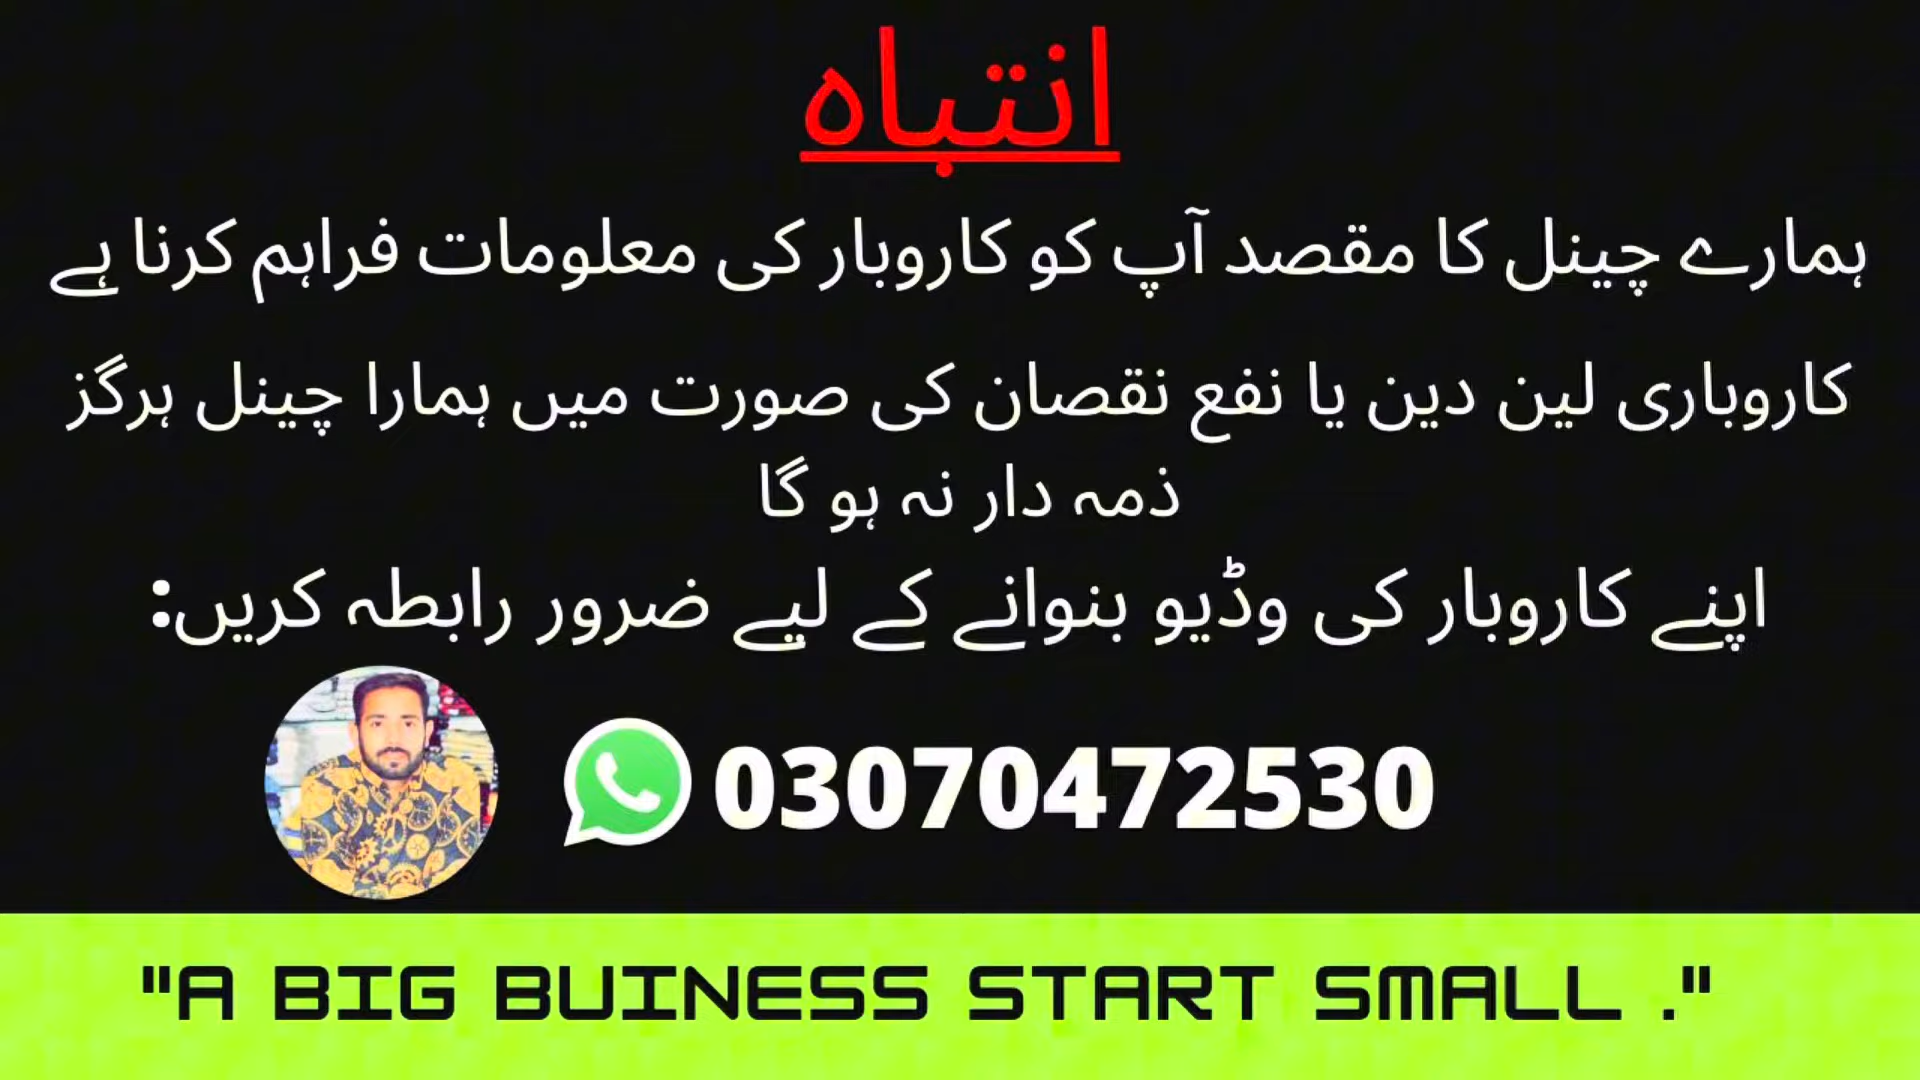 انتباہ
ہمارے چینل کا مقصد آپ کو کاروبار کی معلومات فراہم کرنا ہے
کاروباری لین دین یا نفع نقصان کی صورت میں ہمارا چینل ہرگز
ذمہ دار نہ ہو گا
اپنے کاروبار کی وڈیو بنوانے کے لیے ضرور رابطہ کریں:
03070472530
"A BIG BUINESS START SMALL ."